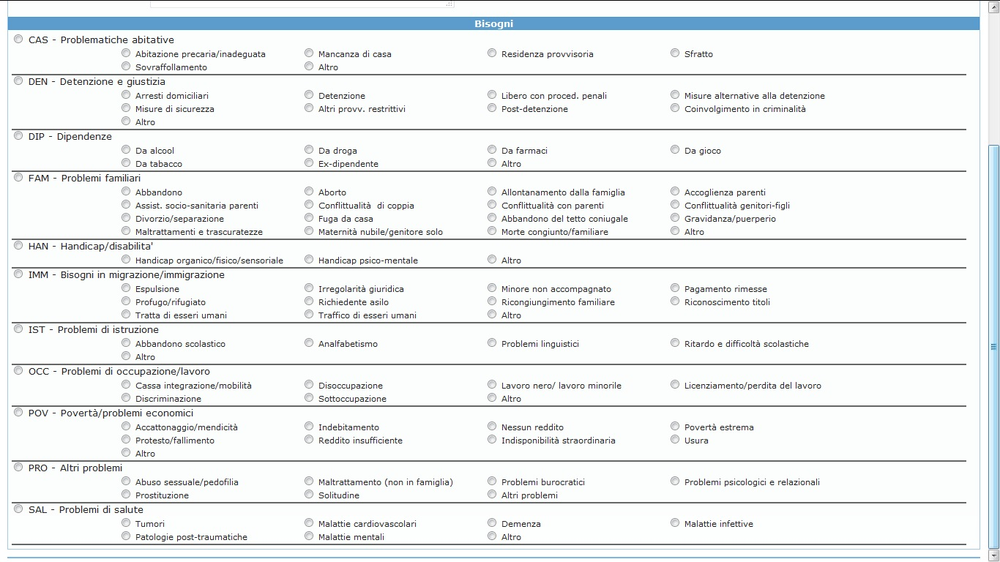 Bisogni
CAS - Problematiche abitative
Abitazione precaria/inadeguata Mancanza di casa Residenza provvisoria Sfratto
Sovraffollamento Altro
DEN - Detenzione e giustizia
Arresti domiciliari Detenzione Libero con proced. penali Misure alternative alla detenzione
Misure di sicurezza Altri provv. restrittivi Post-detenzione Coinvolgimento in criminalità
Altro
DIP - Dipendenze
Da alcool Da droga Da farmaci Da gioco
Da tabacco Ex-dipendente Altro
FAM - Problemi familiari
Abbandono Aborto Allontanamento dalla famiglia Accoglienza parenti
Assist. socio-sanitaria parenti Conflittualità di coppia Conflittualità con parenti Conflittualità genitori-figli
Divorzio/separazione Fuga da casa Abbandono del tetto coniugale Gravidanza/puerperio
Maltrattamenti e trascuratezze Maternità nubile/genitore solo Morte congiunto/familiare Altro
HAN - Handicap/disabilita'
Handicap organico/fisico/sensoriale Handicap psico-mentale Altro
IMM - Bisogni in migrazione/immigrazione
Espulsione Irregolarità giuridica Minore non accompagnato Pagamento rimesse
Profugo/rifugiato Richiedente asilo Ricongiungimento familiare Riconoscimento titoli
Tratta di esseri umani Traffico di esseri umani Altro
IST - Problemi di istruzione
Abbandono scolastico Analfabetismo Problemi linguistici Ritardo e difficoltà scolastiche
Altro
OCC - Problemi di occupazione/lavoro
Cassa integrazione/mobilità Disoccupazione Lavoro nero/ lavoro minorile Licenziamento/perdita del lavoro
Discriminazione Sottoccupazione Altro
POV - Povertà/problemi economici
Accattonaggio/mendicità Indebitamento Nessun reddito Povertà estrema
Protesto/fallimento Reddito insufficiente Indisponibilità straordinaria Usura
Altro
PRO - Altri problemi
Abuso sessuale/pedofilia Maltrattamento (non in famiglia) Problemi burocratici Problemi psicologici e relazionali
Prostituzione Solitudine Altri problemi
SAL - Problemi di salute
Tumori Malattie cardiovascolari Demenza Malattie infettive
Patologie post-traumatiche Malattie mentali Altro